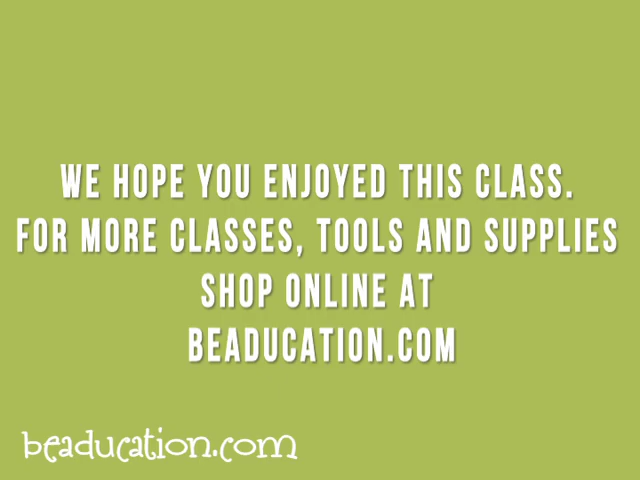 WE HOPE YOU ENJOYED THIS CLASS.
FOR MORE CLASSES, TOOLS AND SUPPLIES
SHOP ONLINE AT
BEADUCATION.COM
beaducation.com